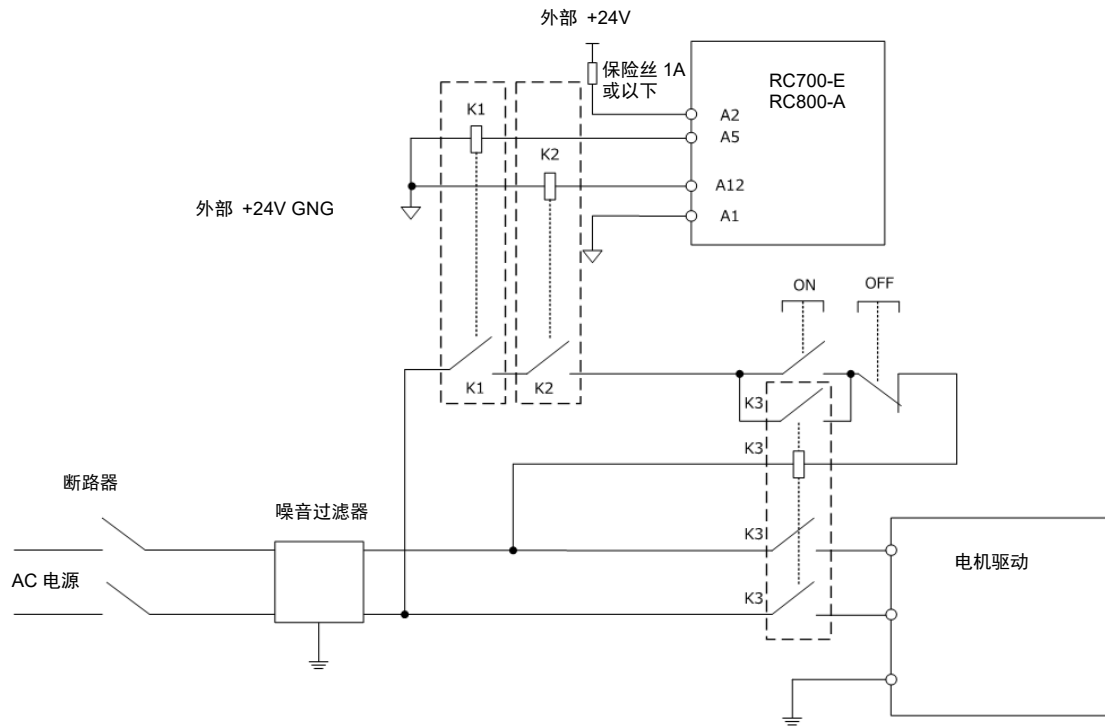 外部 +24V
保险丝 1A
或以下
RC700-E
RC800-A
K1
A2
A5
K2
A12
外部 +24V GNG
A1
ON
OFF
K1
K2
K3
K3
断路器
噪音过滤器
K3
电机驱动
AC 电源
K3